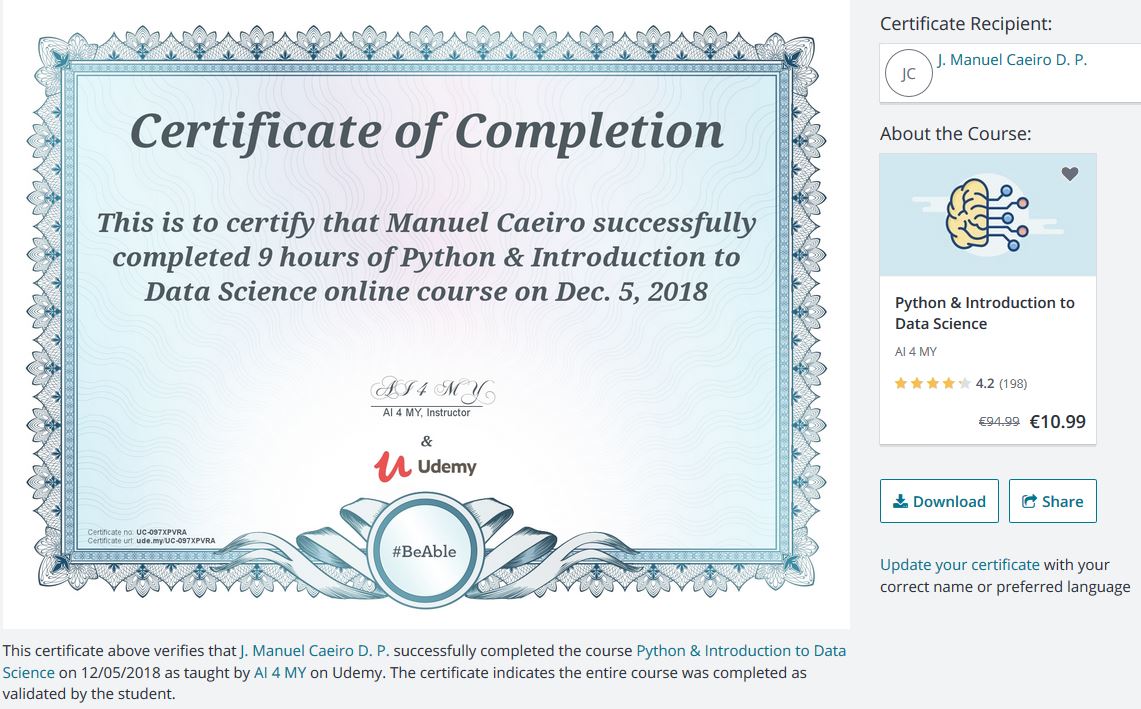 Certificate of Completion
This is to certify that Manuel Caeiro successfully
completed 9 hours of Python & Introduction to
Data Science online course on Dec. 5, 2018
AI 4 MY
AI 4 MY, Instructor
&
Udemy
Certificate no. UC-097XPVRA
Certificate url: ude.my/UC-097XPVRA
#BeAble
This certificate above verifies that J. Manuel Caeiro D. P. successfully completed the course Python & Introduction to Data
Science on 12/05/2018 as taught by AI 4 MY on Udemy. The certificate indicates the entire course was completed as
validated by the student.
Certificate Recipient:
JC
J. Manuel Caeiro D. P.
About the Course:
Python & Introduction to
Data Science
AI 4 MY
4.2 (198)
€94.99 €10.99
Download
Share
Update your certificate with your
correct name or preferred language